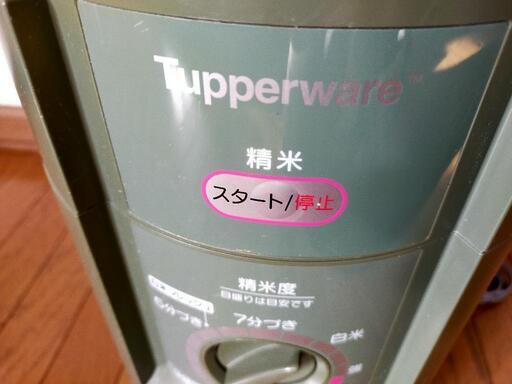 Tupperware™
精米
スタート/停止
精米度
目盛りは目安です
5分づき
7分づき
白米